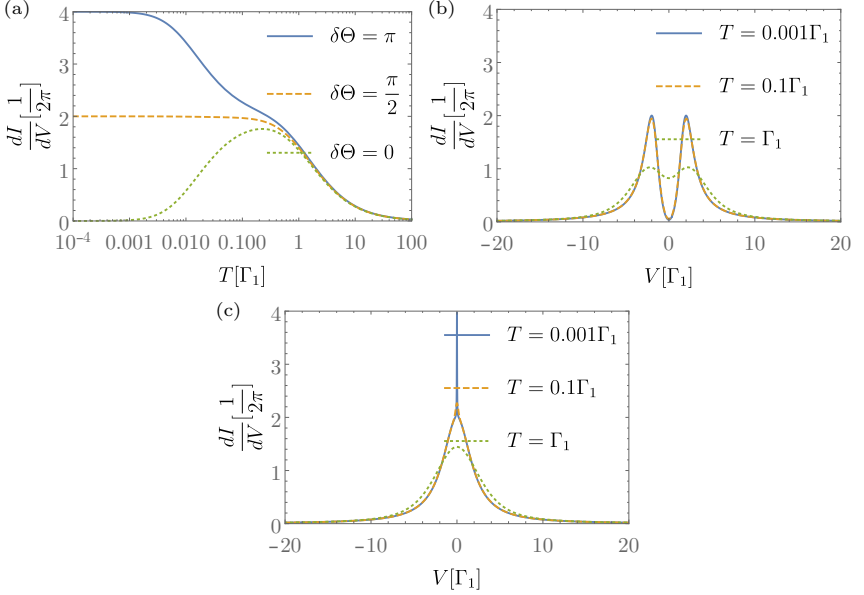 (a)
dI/dV [1/2π]
4
3
2
1
0
δΘ = π
δΘ = π/2
δΘ = 0
10⁻⁴ 0.001 0.010 0.100 1 10 100
T[Γ₁]
(b)
dI/dV [1/2π]
4
3
2
1
0
T = 0.001Γ₁
T = 0.1Γ₁
T = Γ₁
−20 −10 0 10 20
V[Γ₁]
(c)
dI/dV [1/2π]
4
3
2
1
0
T = 0.001Γ₁
T = 0.1Γ₁
T = Γ₁
−20 −10 0 10 20
V[Γ₁]